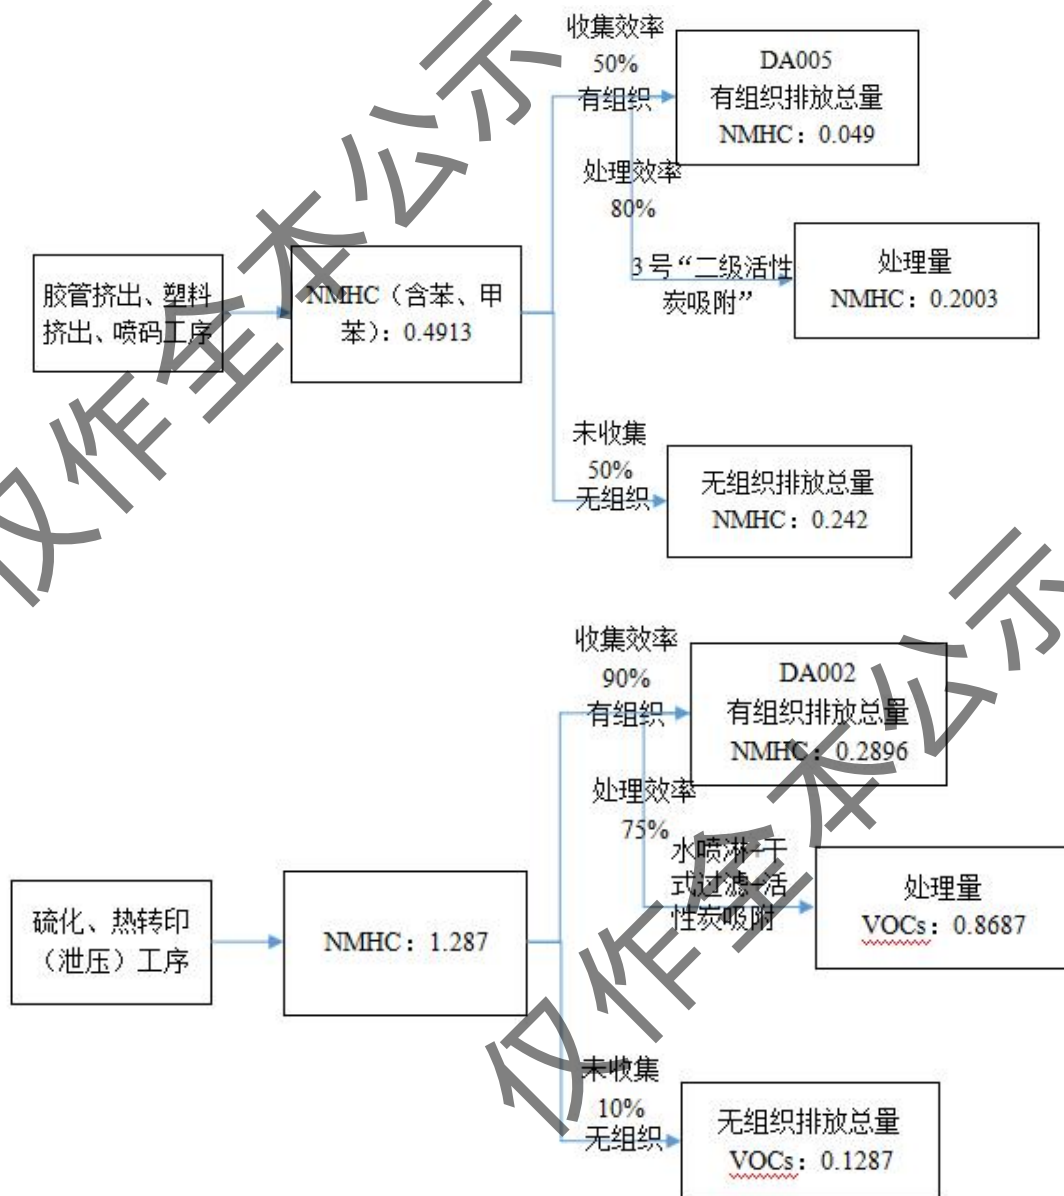 收集效率
50%
有组织
DA005
有组织排放总量
NMHC：0.049
处理效率
80%
3号“二级活性
炭吸附”
处理量
NMHC：0.2003
胶管挤出、塑料
挤出、喷码工序
NMHC（含苯、甲
苯）：0.4913
未收集
50%
无组织
无组织排放总量
NMHC：0.242
收集效率
90%
有组织
DA002
有组织排放总量
NMHC：0.2896
处理效率
75%
水喷淋+干
式过滤+活
性炭吸附
处理量
VOCs：0.8687
硫化、热转印
（泄压）工序
NMHC：1.287
未收集
10%
无组织
无组织排放总量
VOCs：0.1287
仅作全本公示
仅作全本公示